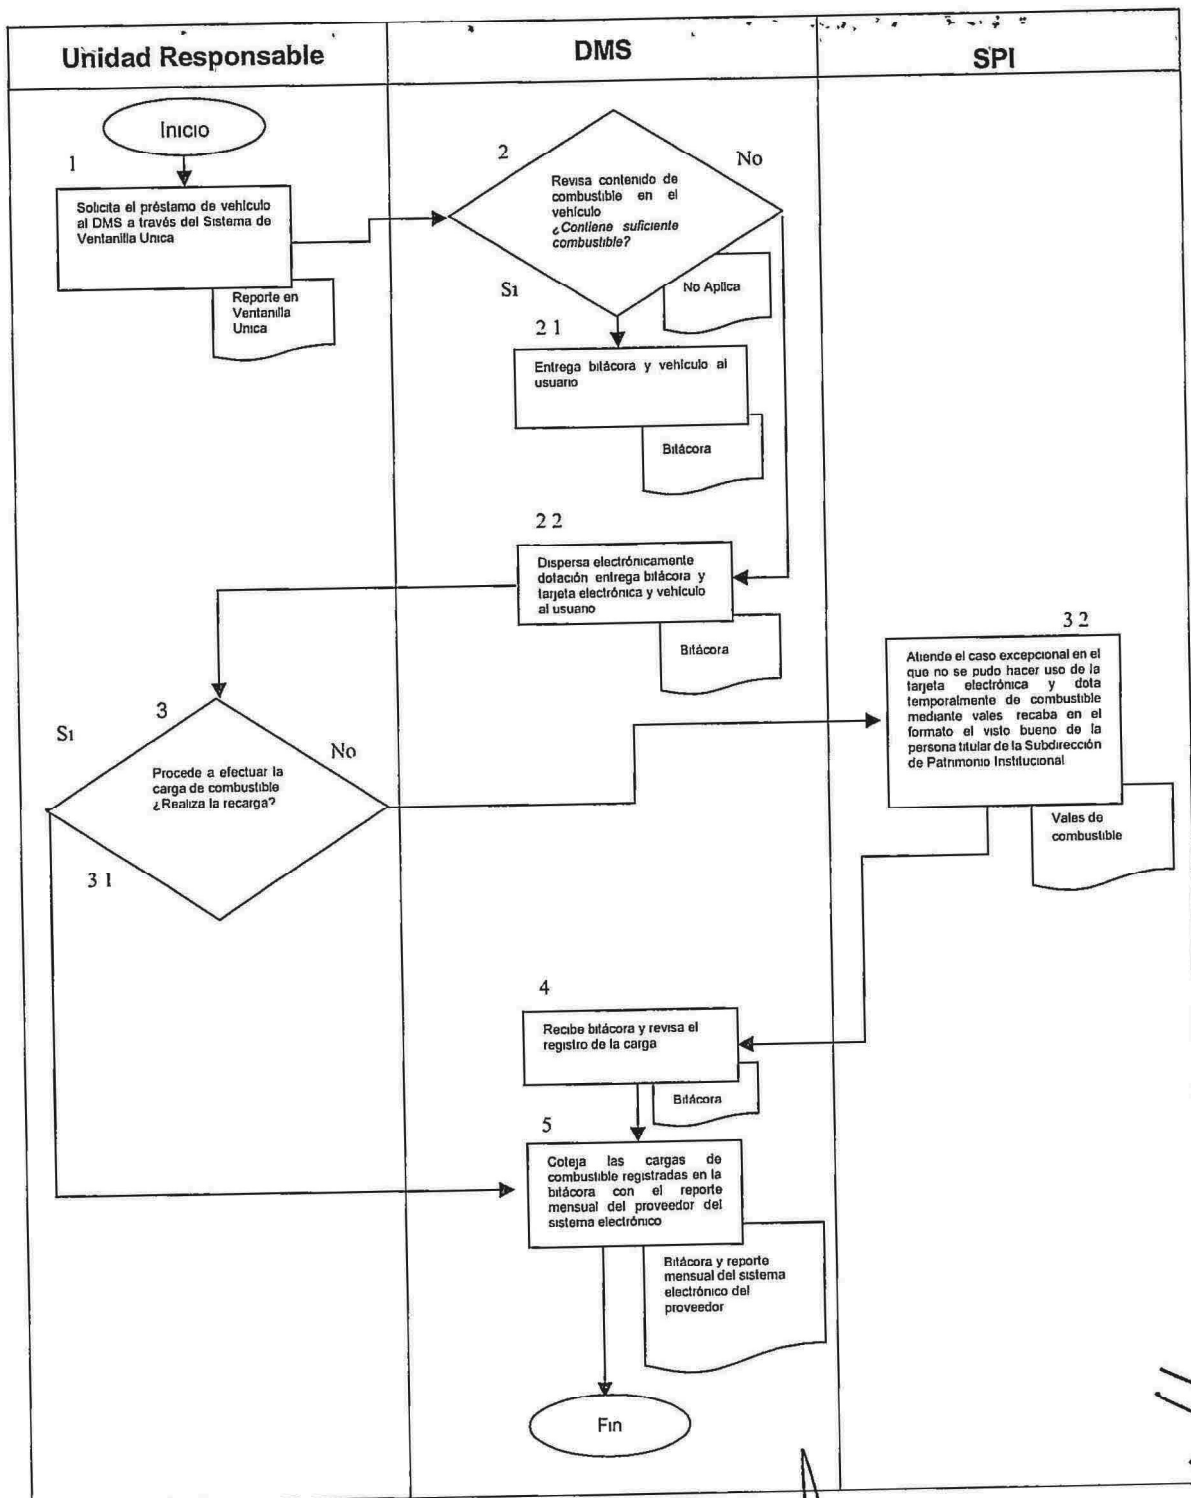 Unidad Responsable
DMS
SPI
Inicio
1
Solicita el préstamo de vehículo
al DMS a través del Sistema de
Ventanilla Unica
Reporte en
Ventanilla
Unica
2
No
Revisa contenido de
combustible en el
vehículo
¿Contiene suficiente
combustible?
Si
No Aplica
2 1
Entrega bitácora y vehículo al
usuario
Bitácora
2 2
Dispersa electrónicamente
dotación entrega bitácora y
tarjeta electrónica y vehículo
al usuario
Bitácora
3 2
Atiende el caso excepcional en el
que no se pudo hacer uso de la
tarjeta electrónica y dota
temporalmente de combustible
mediante vales recaba en el
formato el visto bueno de la
persona titular de la Subdirección
de Patrimonio Institucional
Vales de
combustible
3
Si
No
Procede a efectuar la
carga de combustible
¿Realiza la recarga?
3 1
4
Recibe bitácora y revisa el
registro de la carga
Bitácora
5
Coteja las cargas de
combustible registradas en la
bitácora con el reporte
mensual del proveedor del
sistema electrónico
Bitácora y reporte
mensual del sistema
electrónico del
proveedor
Fin